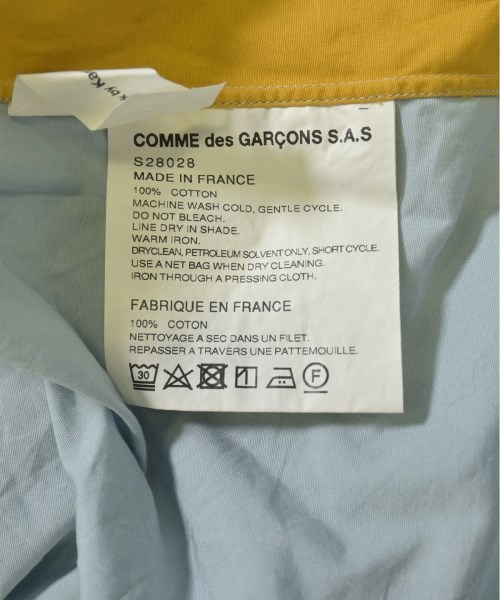 by Ka
COMME des GARÇONS S.A.S
S28028
MADE IN FRANCE
100% COTTON
MACHINE WASH COLD, GENTLE CYCLE.
DO NOT BLEACH.
LINE DRY IN SHADE.
WARM IRON.
DRYCLEAN, PETROLEUM SOLVENT ONLY, SHORT CYCLE.
USE A NET BAG WHEN DRY CLEANING.
IRON THROUGH A PRESSING CLOTH.
FABRIQUE EN FRANCE
100% COTON
NETTOYAGE A SEC DANS UN FILET.
REPASSER A TRAVERS UNE PATTEMOUILLE.
30 F